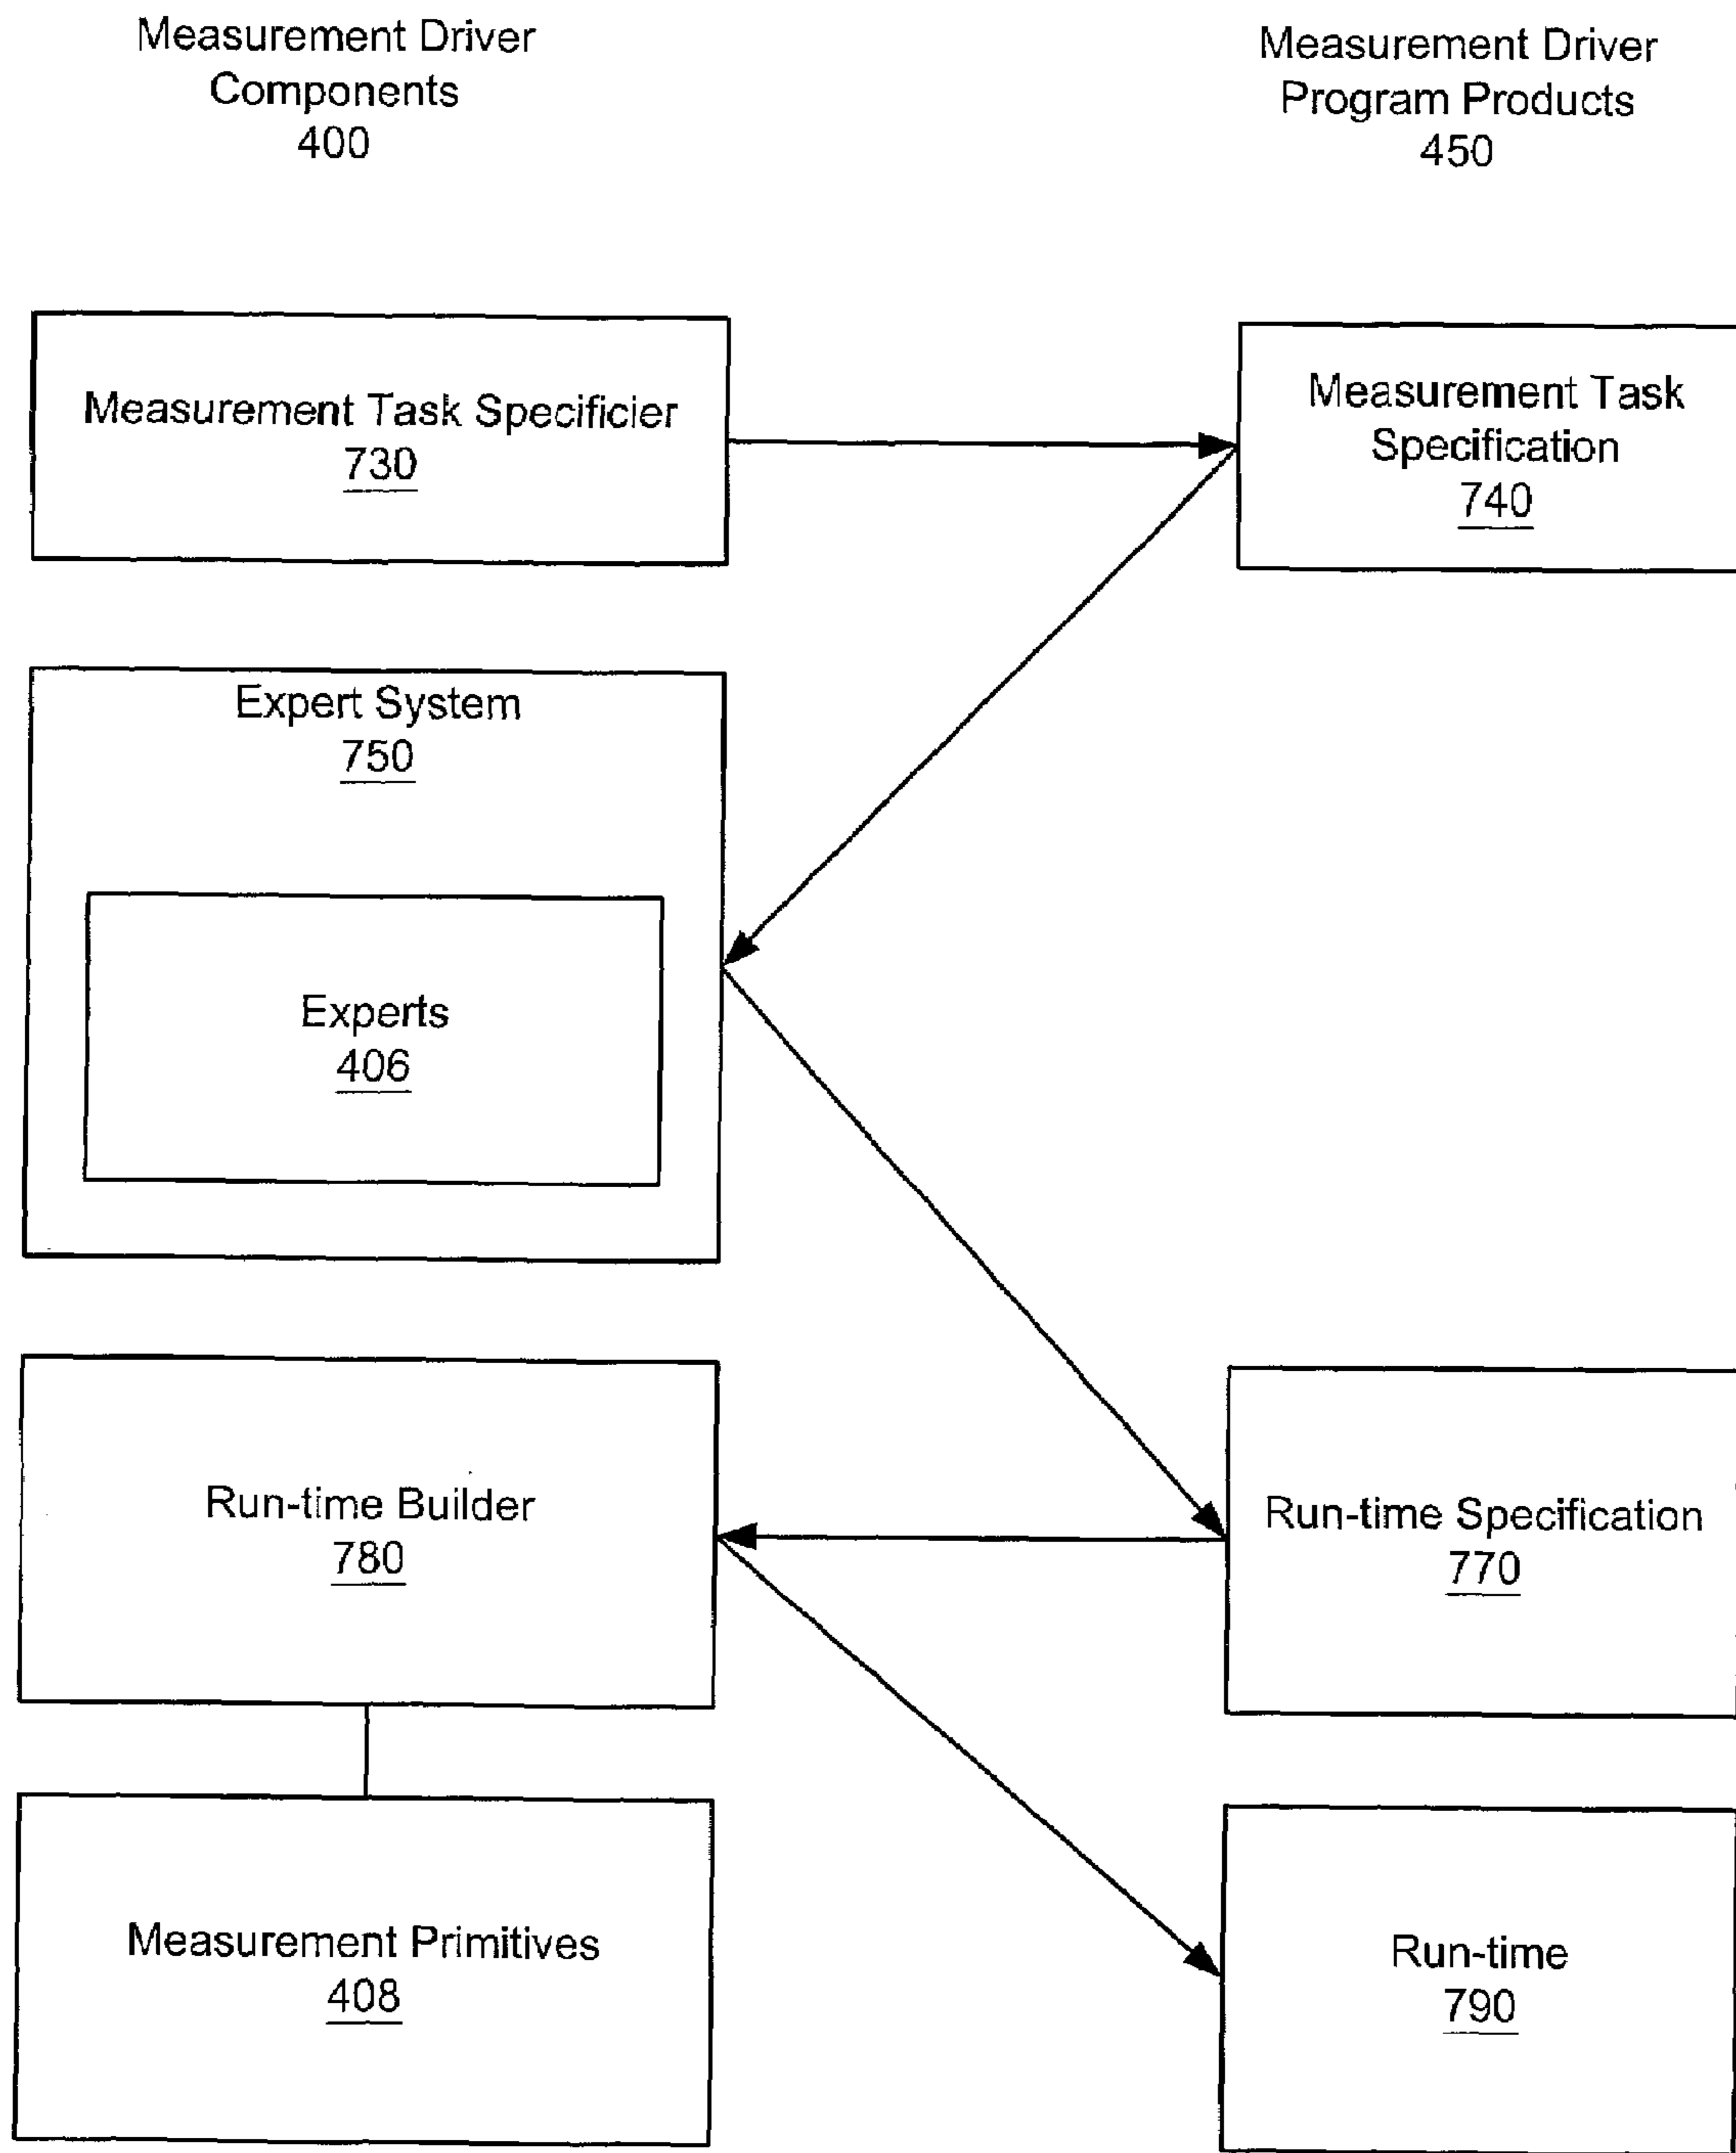 Measurement Driver
Components
400
Measurement Driver
Program Products
450
Measurement Task Specificier
730
Measurement Task
Specification
740
Expert System
750
Experts
406
Run-time Builder
780
Run-time Specification
770
Measurement Primitives
408
Run-time
790